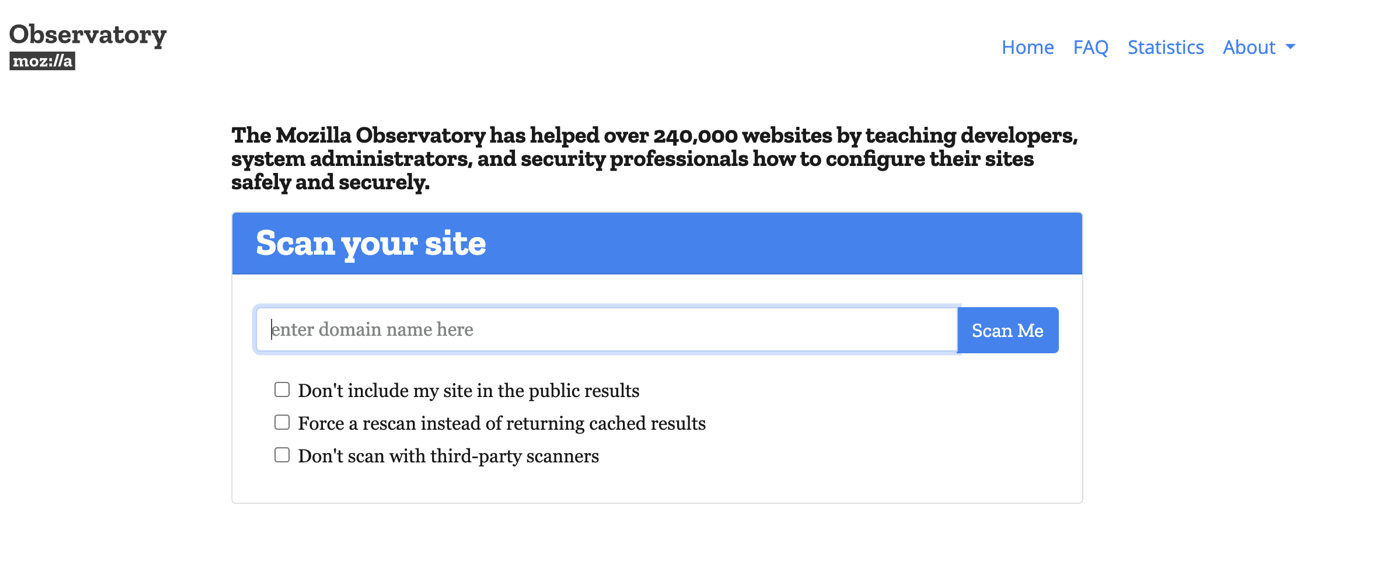 Observatory
moz://a
Home FAQ Statistics About
The Mozilla Observatory has helped over 240,000 websites by teaching developers,
system administrators, and security professionals how to configure their sites
safely and securely.
Scan your site
enter domain name here
Scan Me
Don't include my site in the public results
Force a rescan instead of returning cached results
Don't scan with third-party scanners